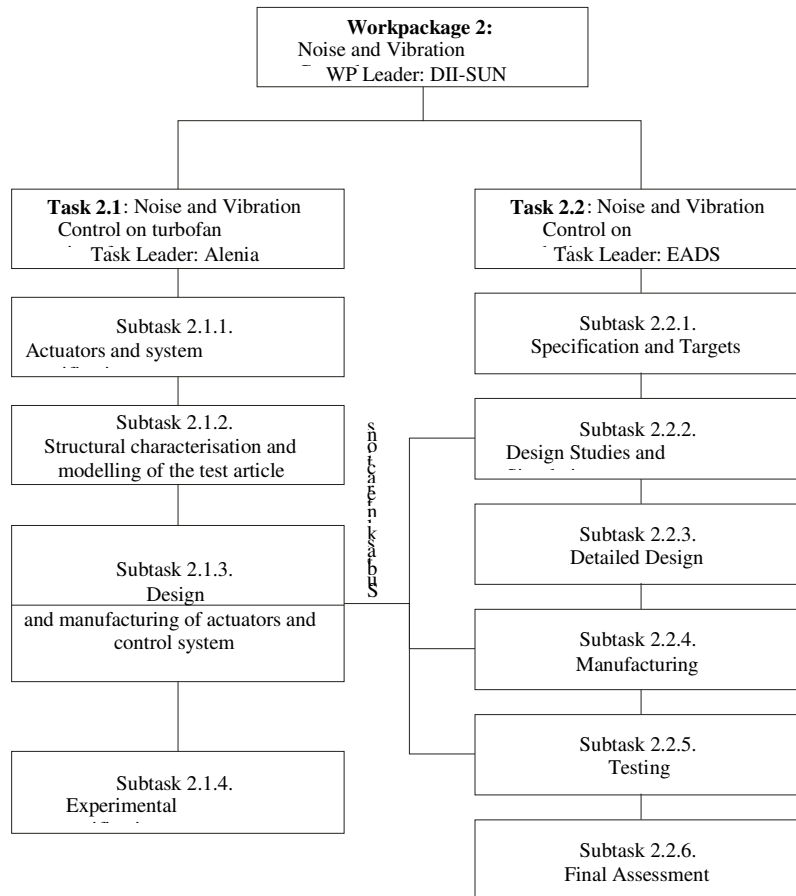 Workpackage 2:
Noise and Vibration
WP Leader: DII-SUN
Task 2.1: Noise and Vibration
Control on turbofan
Task Leader: Alenia
Subtask 2.1.1.
Actuators and system
Subtask 2.1.2.
Structural characterisation and
modelling of the test article
Subtask 2.1.3.
Design
and manufacturing of actuators and
control system
Subtask 2.1.4.
Experimental
Subtask interactions
Task 2.2: Noise and Vibration
Control on
Task Leader: EADS
Subtask 2.2.1.
Specification and Targets
Subtask 2.2.2.
Design Studies and
Subtask 2.2.3.
Detailed Design
Subtask 2.2.4.
Manufacturing
Subtask 2.2.5.
Testing
Subtask 2.2.6.
Final Assessment